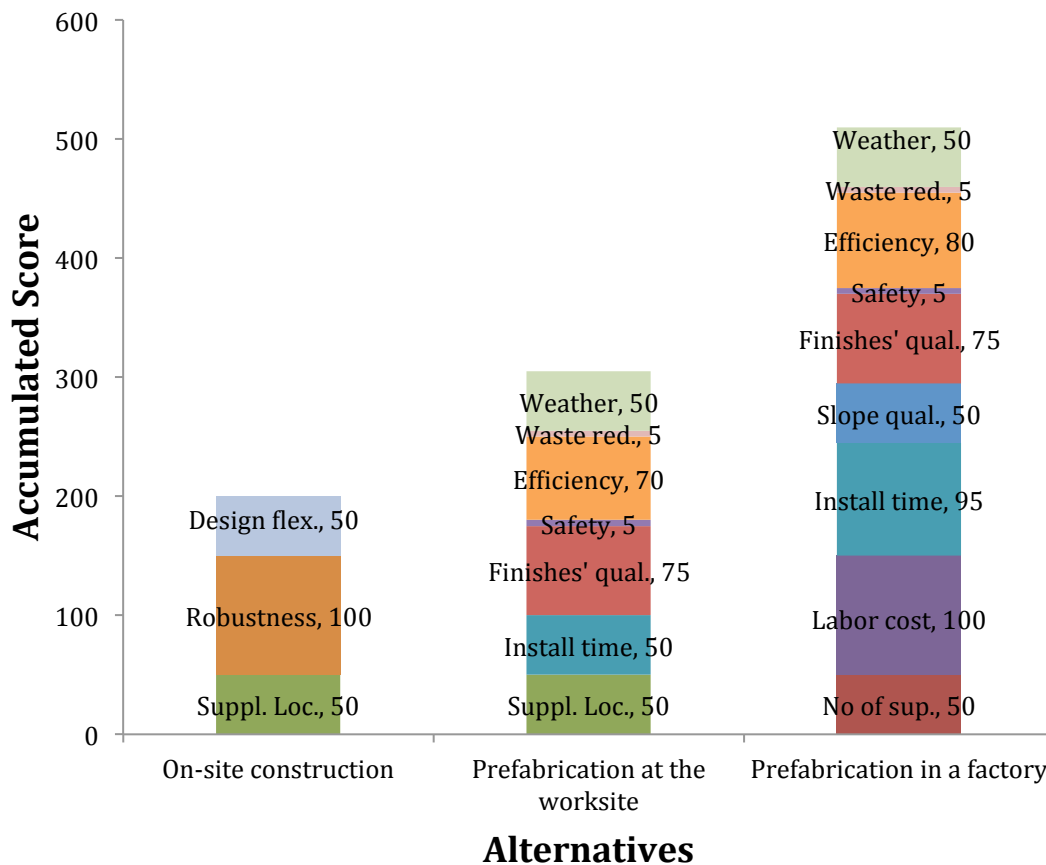 600
500
400
300
200
100
0
Accumulated Score
Design flex., 50
Robustness, 100
Suppl. Loc., 50
Weather, 50
Waste red., 5
Efficiency, 70
Safety, 5
Finishes' qual., 75
Install time, 50
Suppl. Loc., 50
Weather, 50
Waste red., 5
Efficiency, 80
Safety, 5
Finishes' qual., 75
Slope qual., 50
Install time, 95
Labor cost, 100
No of sup., 50
On-site construction
Prefabrication at the
worksite
Prefabrication in a factory
Alternatives